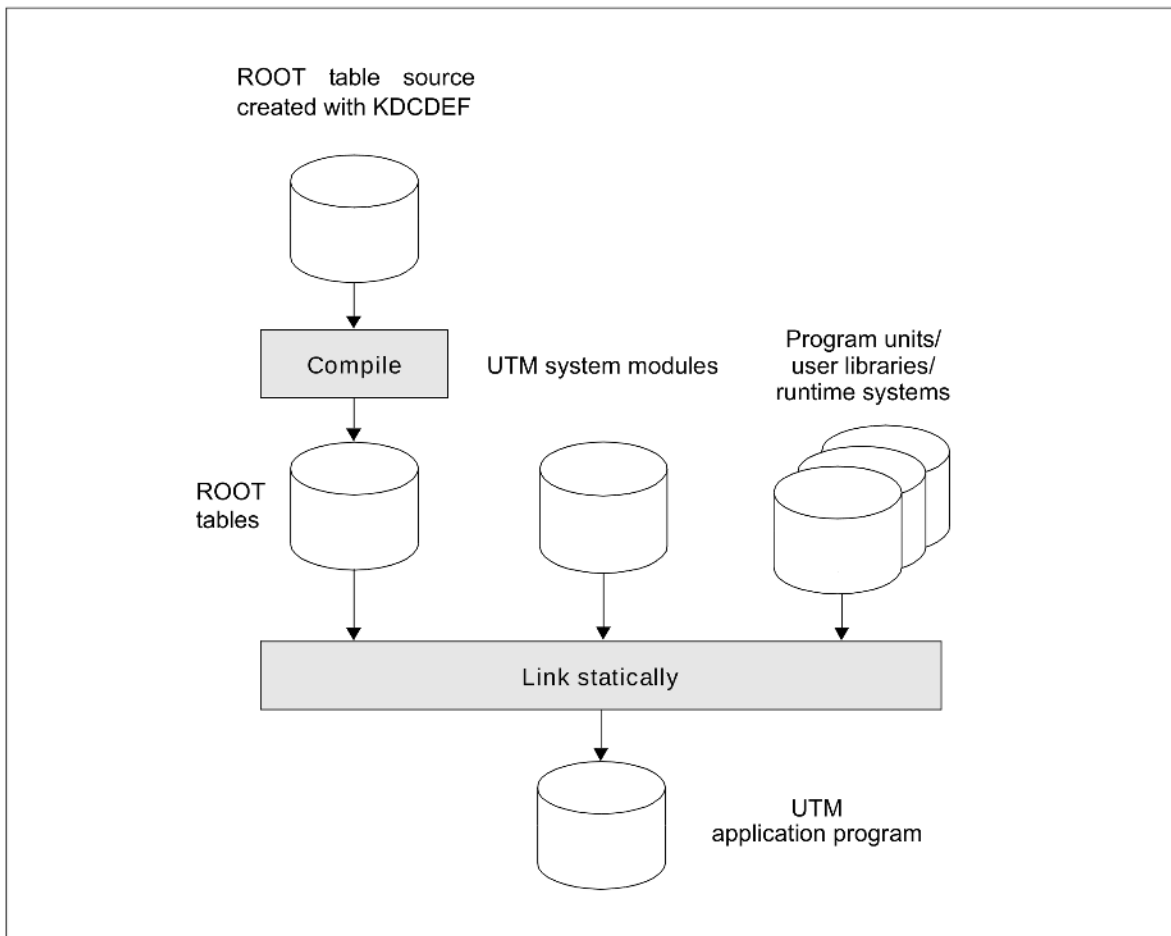 ROOT table source
created with KDCDEF
Compile
UTM system modules
Program units/
user libraries/
runtime systems
ROOT
tables
Link statically
UTM
application program